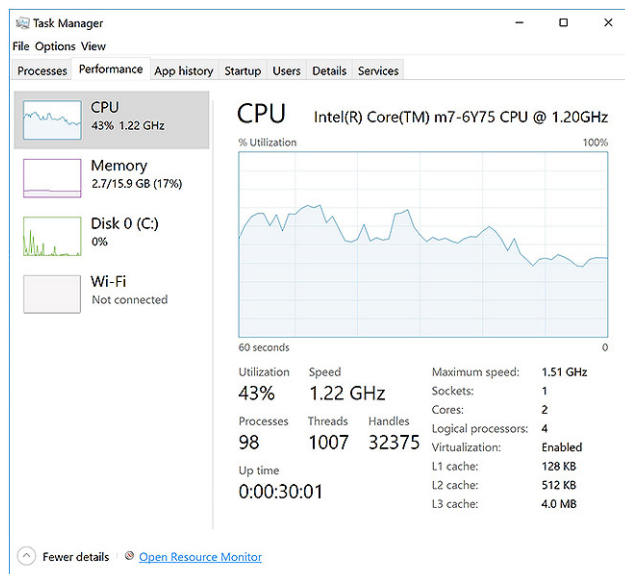 Task Manager
File Options View
Processes Performance App history Startup Users Details Services
CPU
43% 1.22 GHz
Memory
2.7/15.9 GB (17%)
Disk 0 (C:)
0%
Wi-Fi
Not connected
CPU Intel(R) Core(TM) m7-6Y75 CPU @ 1.20GHz
% Utilization 100%
60 seconds 0
Utilization Speed
43% 1.22 GHz
Processes Threads Handles
98 1007 32375
Up time
0:00:30:01
Maximum speed: 1.51 GHz
Sockets: 1
Cores: 2
Logical processors: 4
Virtualization: Enabled
L1 cache: 128 KB
L2 cache: 512 KB
L3 cache: 4.0 MB
Fewer details Open Resource Monitor